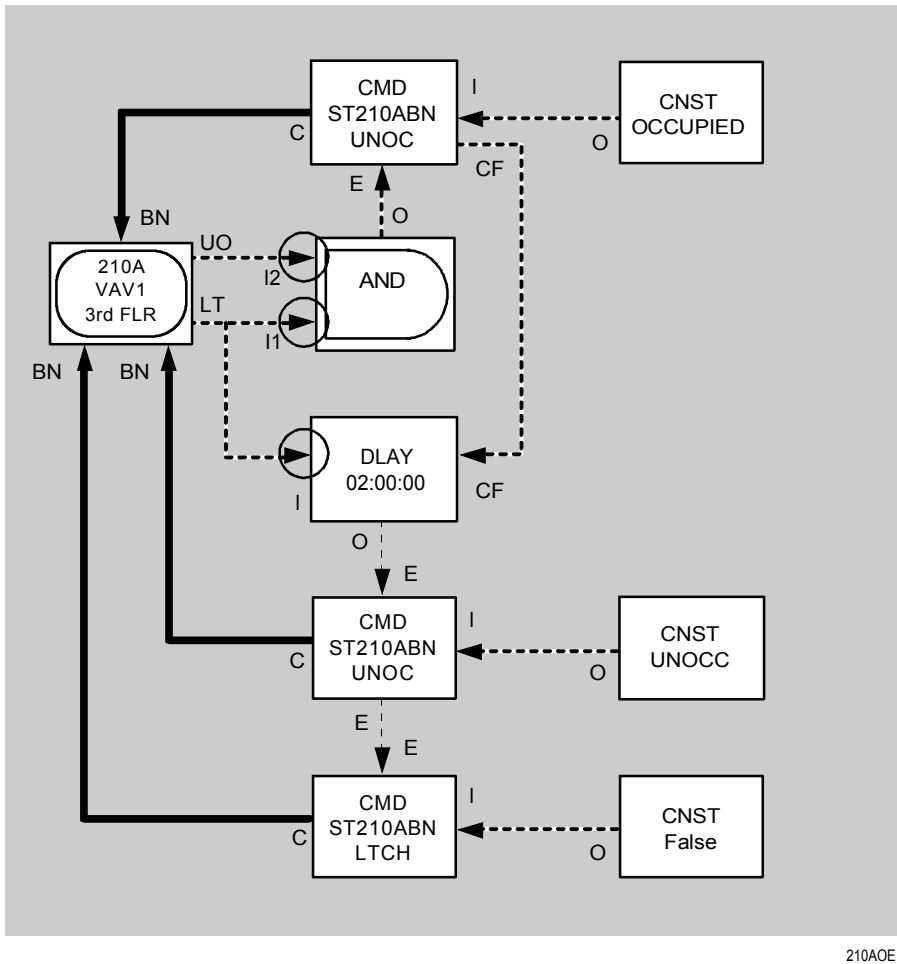 CMD
ST210ABN
UNOC
I
CNST
OCCUPIED
C
O
CF
E
O
BN
UO
210A
VAV1
3rd FLR
I2
AND
LT
I1
BN
BN
DLAY
02:00:00
I
CF
O
E
CMD
ST210ABN
UNOC
I
CNST
UNOCC
C
O
E
E
CMD
ST210ABN
LTCH
I
CNST
False
C
O
210AOE